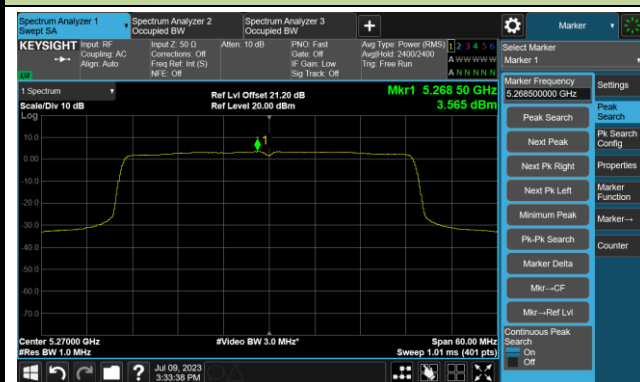 Spectrum Analyzer 1
Swept SA
Spectrum Analyzer 2
Occupied BW
Spectrum Analyzer 3
Occupied BW
+
Marker
KEYSIGHT
Input: RF
Coupling: AC
Align: Auto
Input Z: 50 Ω
Corrections: Off
Freq Ref: Int (S)
NFE: Off
Atten: 10 dB
PNO: Fast
Gate: Off
IF Gain: Low
Sig Track: Off
Avg Type: Power (RMS)
Avg|Hold: 2400/2400
Trig: Free Run
1 2 3 4 5 6
A W W W W W
A N N N N N
Select Marker
Marker 1
1 Spectrum
Scale/Div 10 dB
Log
Ref Lvl Offset 21.20 dB
Ref Level 20.00 dBm
Mkr1 5.268 50 GHz
3.565 dBm
10.0
0.00
-10.0
-20.0
-30.0
-40.0
-50.0
-60.0
-70.0
1
Center 5.27000 GHz
#Res BW 1.0 MHz
#Video BW 3.0 MHz*
Span 60.00 MHz
Sweep 1.01 ms (401 pts)
Marker Frequency
5.268500000 GHz
Peak Search
Next Peak
Next Pk Right
Next Pk Left
Minimum Peak
Pk-Pk Search
Marker Delta
Mkr→CF
Mkr→Ref Lvl
Continuous Peak
Search
On
Off
Settings
Peak
Search
Pk Search
Config
Properties
Marker
Function
Marker→
Counter
?
Jul 09, 2023
3:33:38 PM